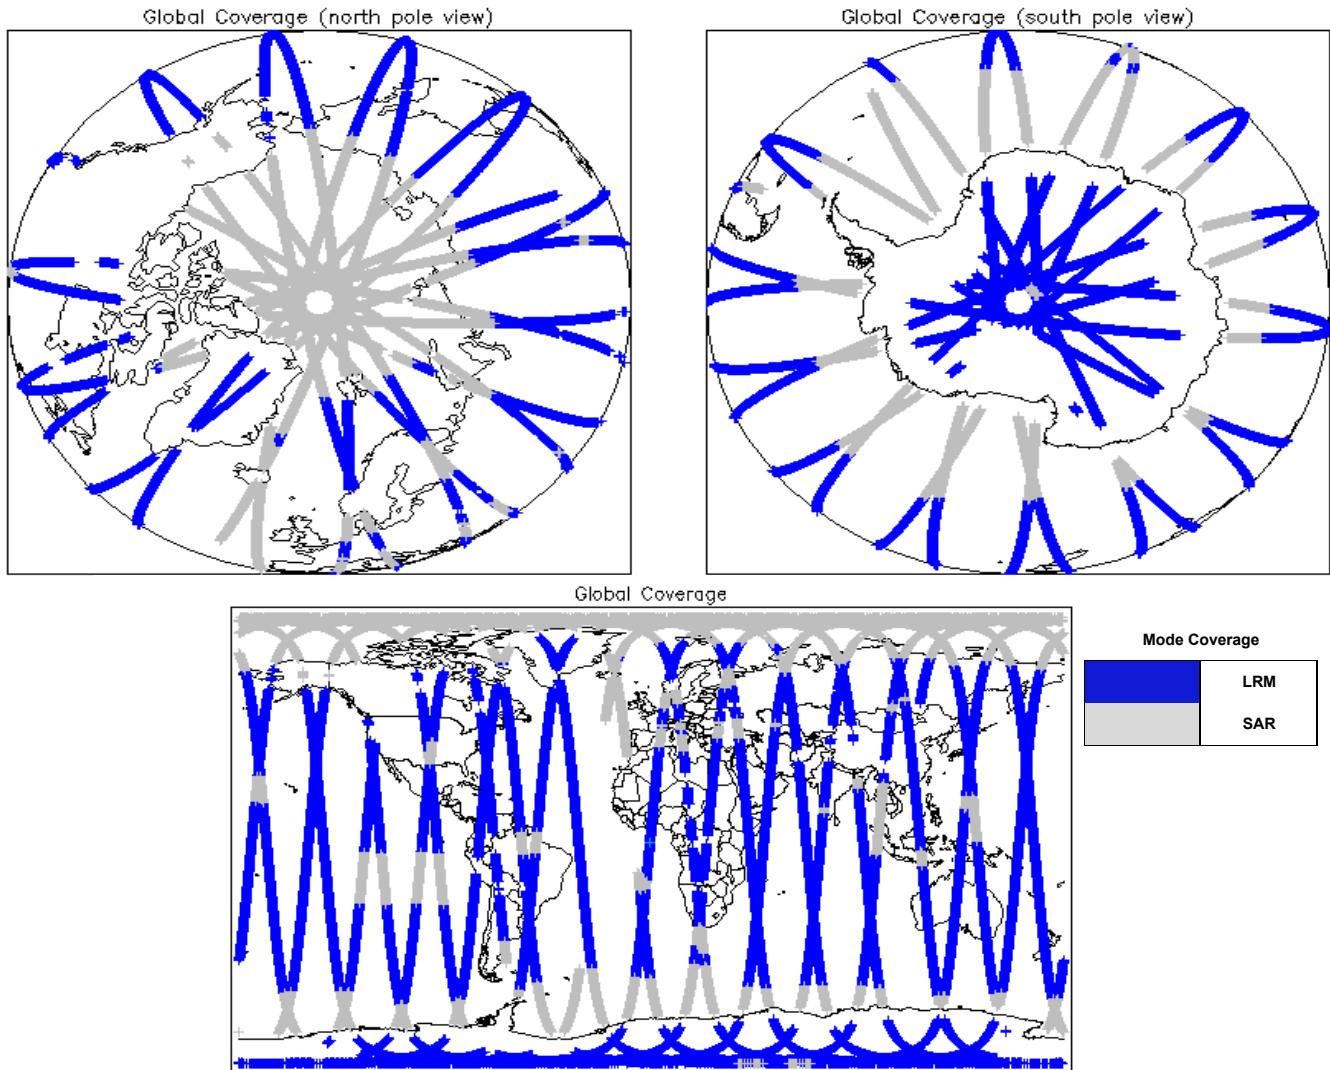 Global Coverage (north pole view)
Global Coverage (south pole view)
Global Coverage
Mode Coverage
LRM
SAR